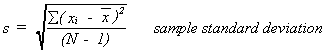 s = √( ∑( xᵢ - x̅ )² / (N - 1) ) sample standard deviation